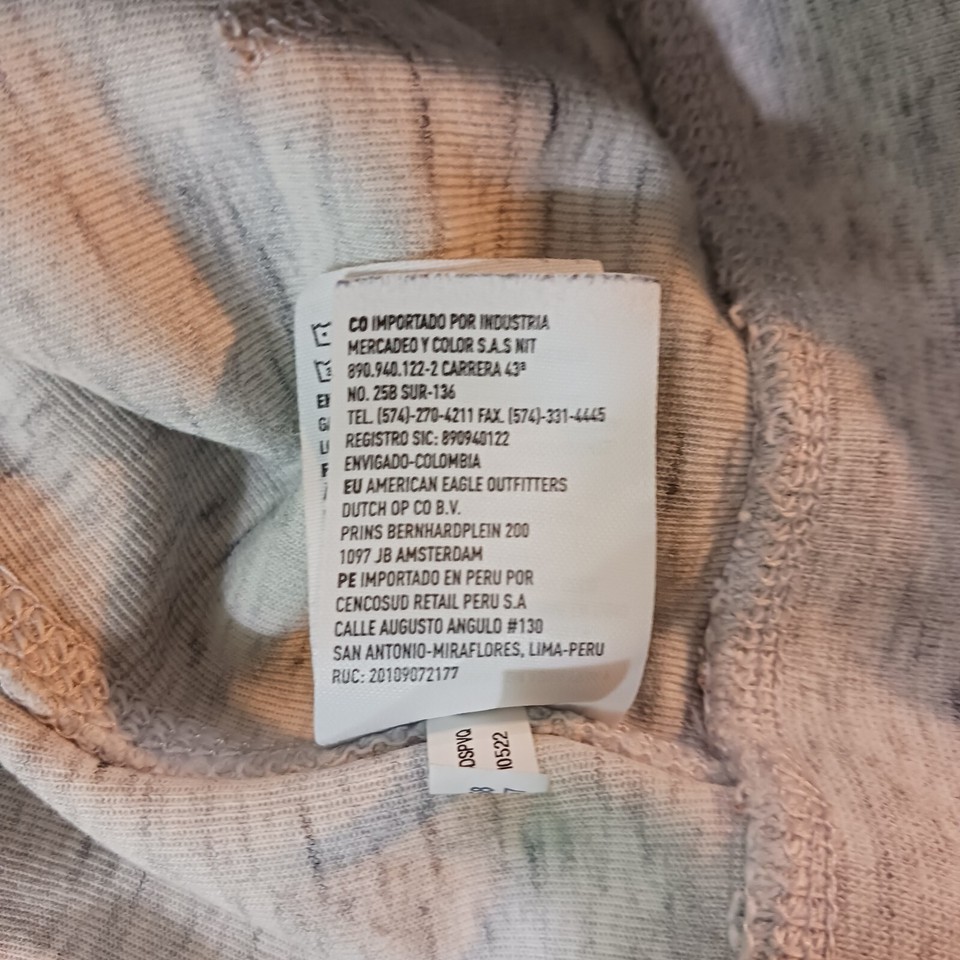 CO IMPORTADO POR INDUSTRIA
MERCADEO Y COLOR S.A.S NIT
890.940.122-2 CARRERA 43ª
NO. 25B SUR-136
TEL. (574)-270-4211 FAX. (574)-331-4445
REGISTRO SIC: 890940122
ENVIGADO-COLOMBIA
EU AMERICAN EAGLE OUTFITTERS
DUTCH OP CO B.V.
PRINS BERNHARDPLEIN 200
1097 JB AMSTERDAM
PE IMPORTADO EN PERU POR
CENCOSUD RETAIL PERU S.A
CALLE AUGUSTO ANGULO #130
SAN ANTONIO-MIRAFLORES, LIMA-PERU
RUC: 20109072177
DSPVQ
0522